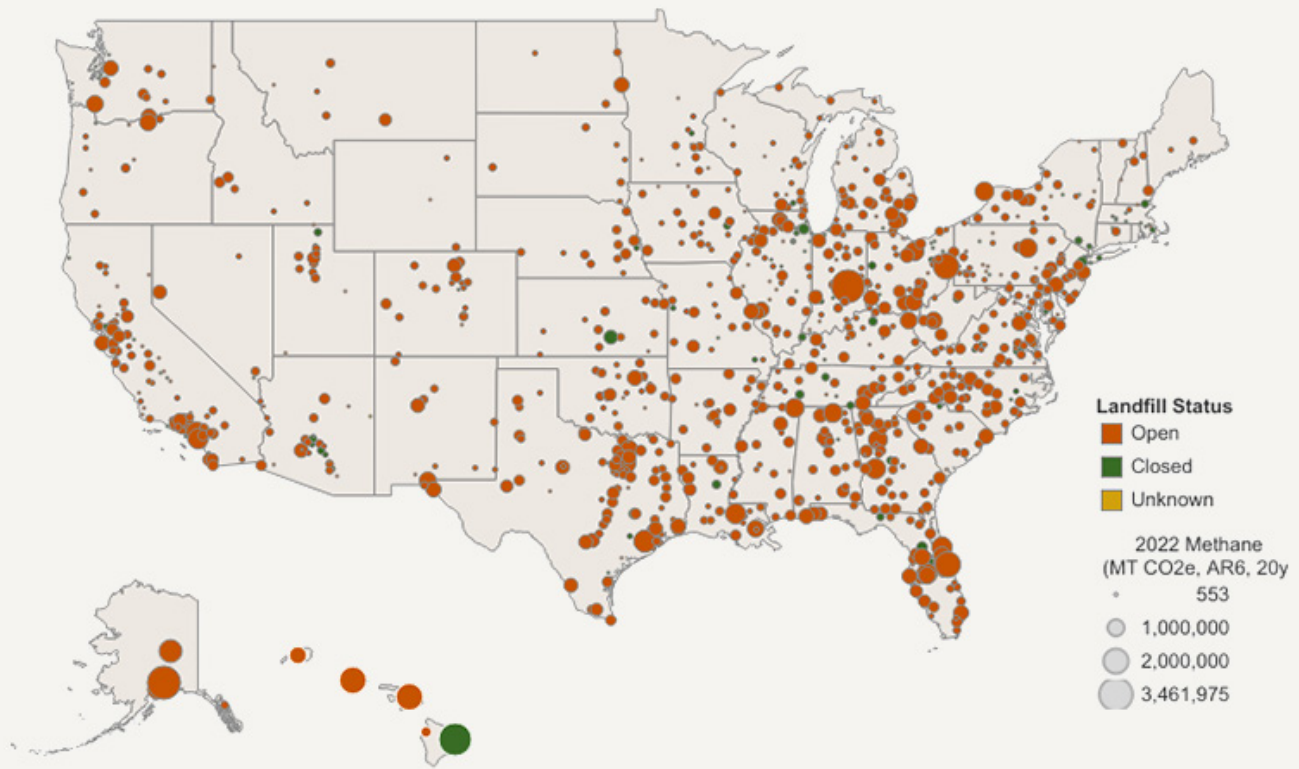 Landfill Status
Open
Closed
Unknown
2022 Methane
(MT CO2e, AR6, 20y
553
1,000,000
2,000,000
3,461,975